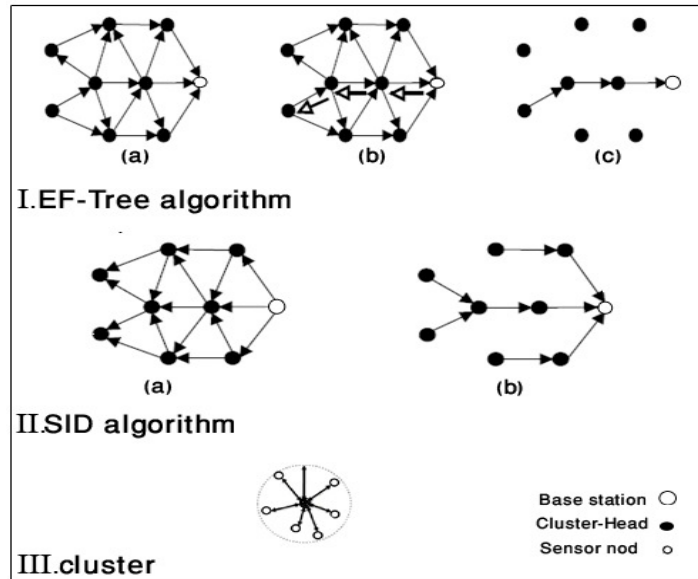 (a) (b) (c)
I.EF-Tree algorithm
(a) (b)
II.SID algorithm
Base station
Cluster-Head
Sensor nod
III.cluster